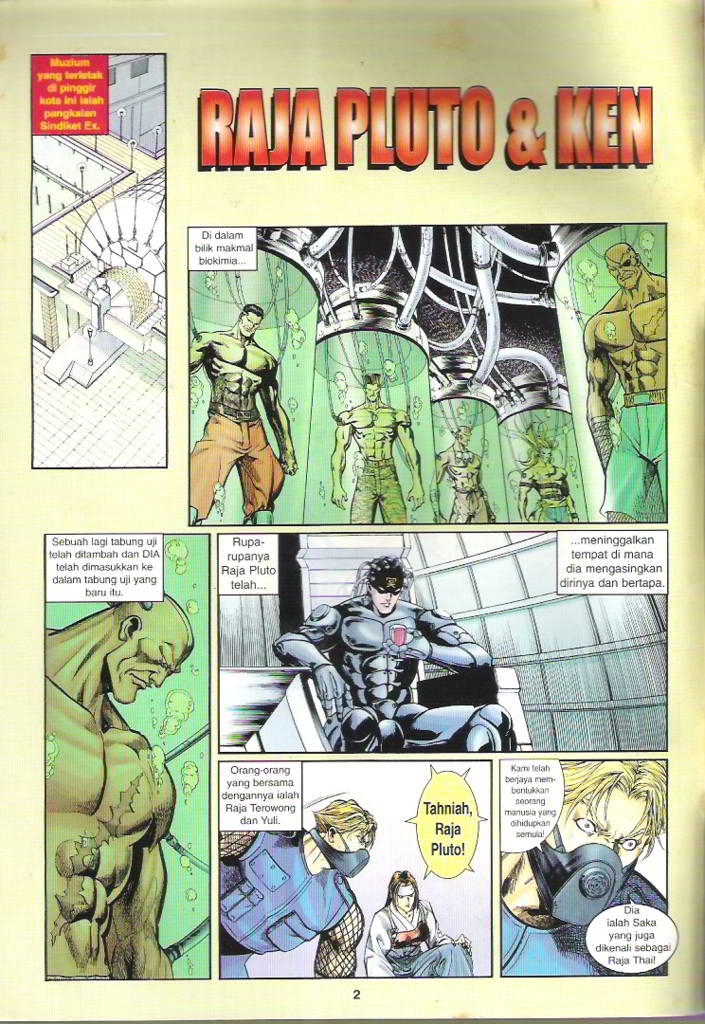 Muzium
yang terletak
di pinggir
kota ini ialah
pangkalan
Sindiket Ex.
RAJA PLUTO & KEN
Di dalam
bilik makmal
biokimia...
Sebuah lagi tabung uji
telah ditambah dan DIA
telah dimasukkan ke
dalam tabung uji yang
baru itu.
Rupa-
rupanya
Raja Pluto
telah...
...meninggalkan
tempat di mana
dia mengasingkan
dirinya dan bertapa.
Orang-orang
yang bersama
dengannya ialah
Raja Terowong
dan Yuli.
Tahniah,
Raja
Pluto!
Kami telah
berjaya mem-
bentukkan
seorang
manusia yang
dihidupkan
semula!
Dia
ialah Saka
yang juga
dikenali sebagai
Raja Thai!
2